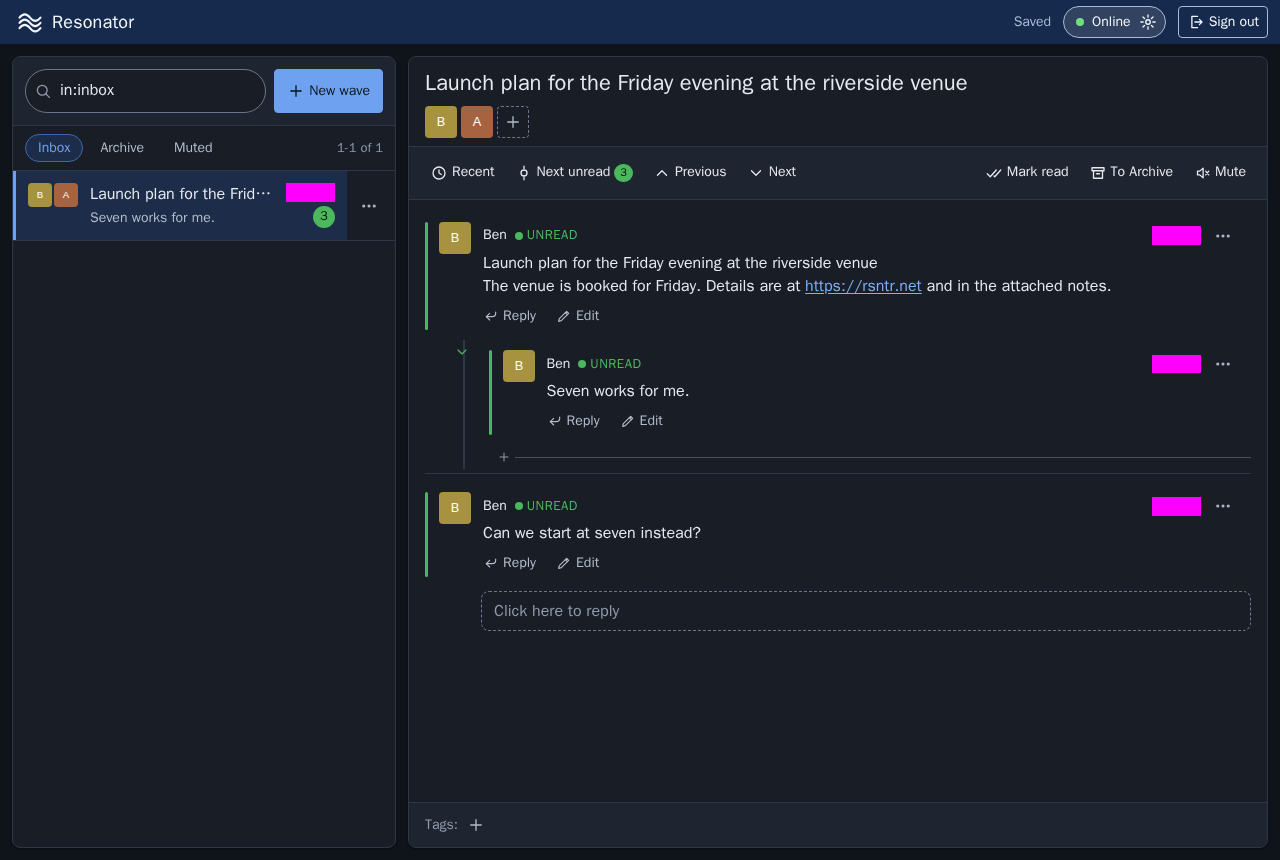 Resonator
Saved
Online
Sign out
in:inbox
New wave
Inbox
Archive
Muted
1-1 of 1
B
A
Launch plan for the Frid…
Seven works for me.
3
Launch plan for the Friday evening at the riverside venue
B
A
Recent
Next unread 3
Previous
Next
Mark read
To Archive
Mute
B
Ben
UNREAD
Launch plan for the Friday evening at the riverside venue
The venue is booked for Friday. Details are at https://rsntr.net and in the attached notes.
Reply
Edit
B
Ben
UNREAD
Seven works for me.
Reply
Edit
B
Ben
UNREAD
Can we start at seven instead?
Reply
Edit
Click here to reply
Tags: